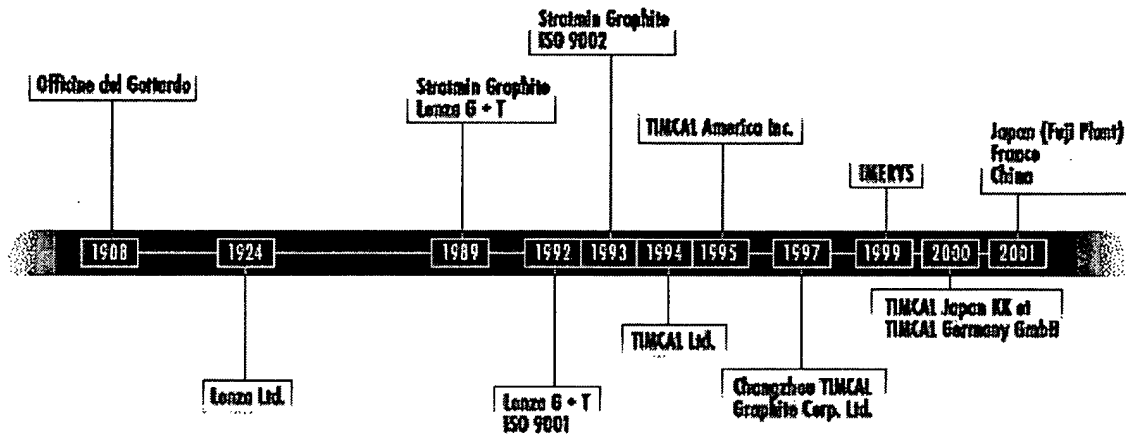 Stratmin Graphite
ISO 9002
Officine del Gottardo
Stratmin Graphite
Lonza G + T
TIMCAL America Inc.
Japan (Fuji Plant)
France
China
IMERYS
1908
1924
1989
1992
1993
1994
1995
1997
1999
2000
2001
TIMCAL Japan KK et
TIMCAL Germany GmbH
TIMCAL Ltd.
Lonza Ltd.
Lonza G + T
ISO 9001
Changzhou TIMCAL
Graphite Corp. Ltd.